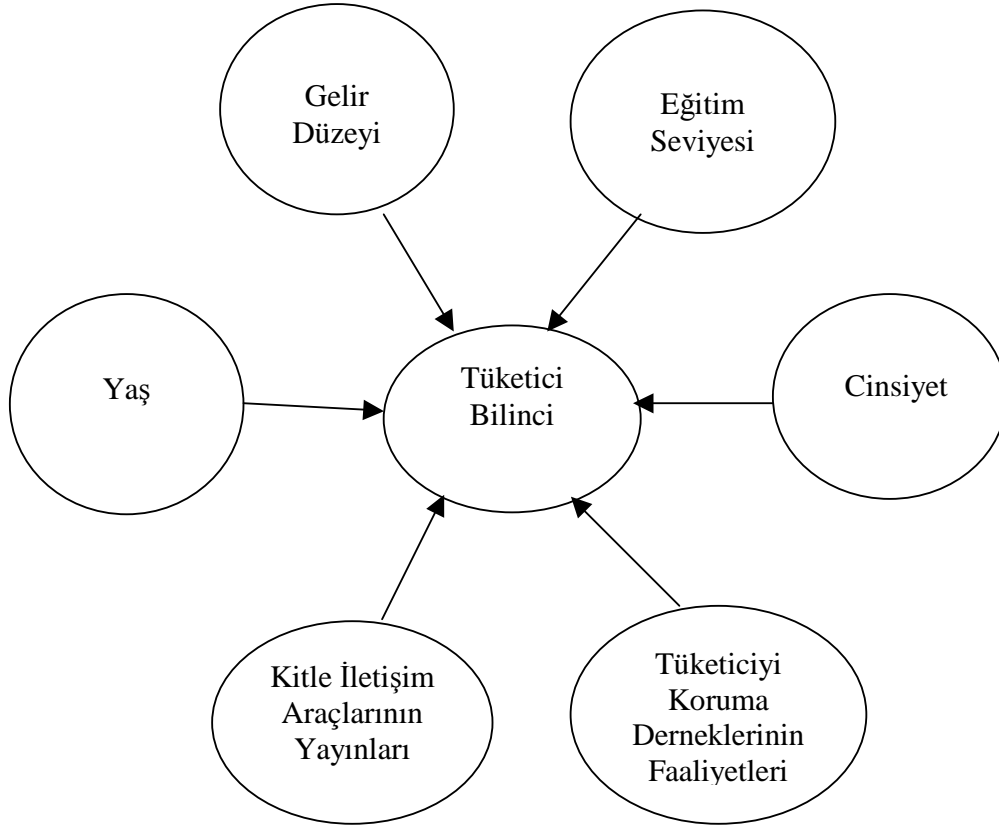 Gelir
Düzeyi
Eğitim
Seviyesi
Yaş
Tüketici
Bilinci
Cinsiyet
Kitle İletişim
Araçlarının
Yayınları
Tüketiciyi
Koruma
Derneklerinin
Faaliyetleri